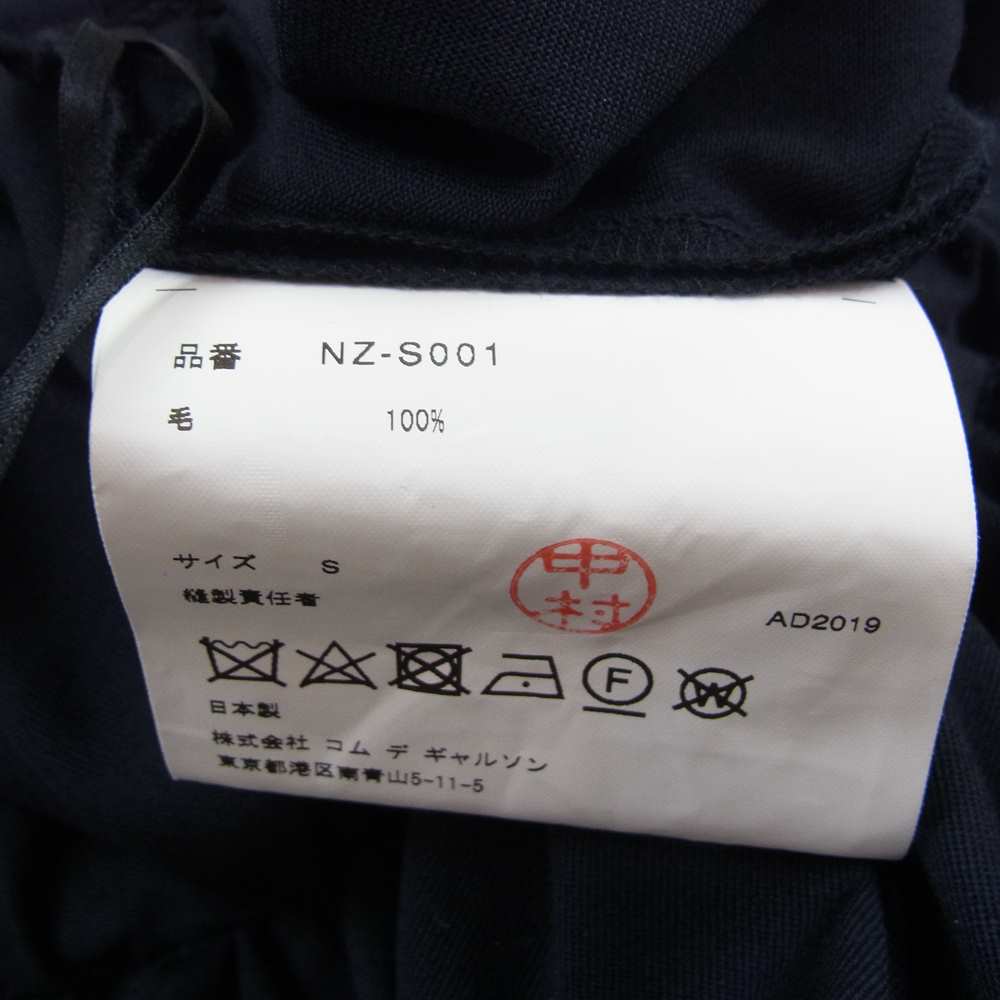 品番 NZ-S001
毛 100%
サイズ S
縫製責任者 中村
AD2019
F W
日本製
株式会社 コム デ ギャルソン
東京都港区南青山5-11-5